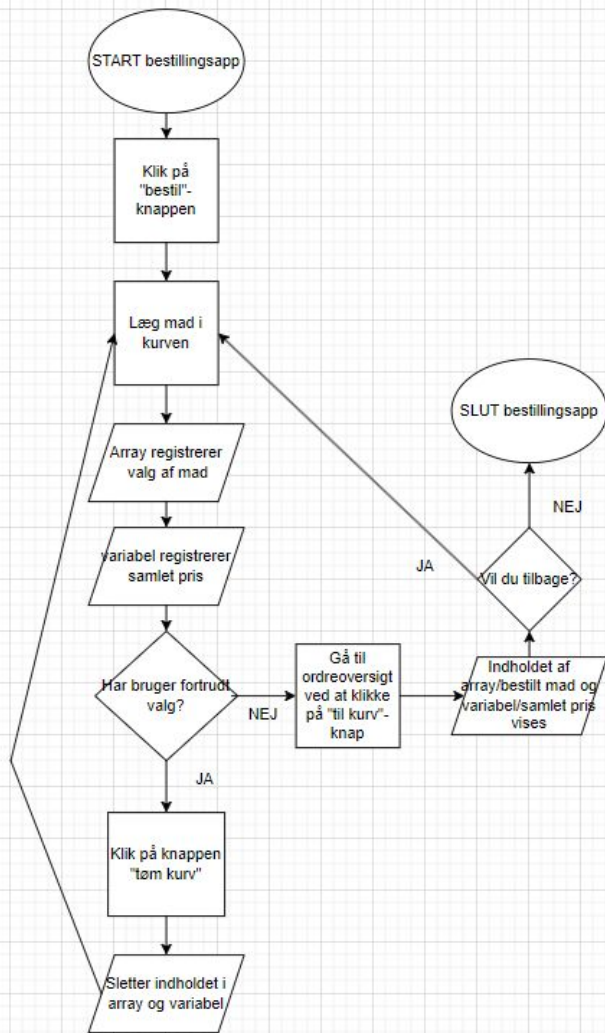 START bestillingsapp
Klik på
"bestil"-
knappen
Læg mad i
kurven
Array registrerer
valg af mad
variabel registrerer
samlet pris
Har bruger fortrudt
valg?
NEJ
Gå til
ordreoversigt
ved at klikke
på "til kurv"-
knap
Indholdet af
array/bestilt mad og
variabel/samlet pris
vises
Vil du tilbage?
JA
NEJ
SLUT bestillingsapp
JA
Klik på knappen
"tøm kurv"
Sletter indholdet i
array og variabel